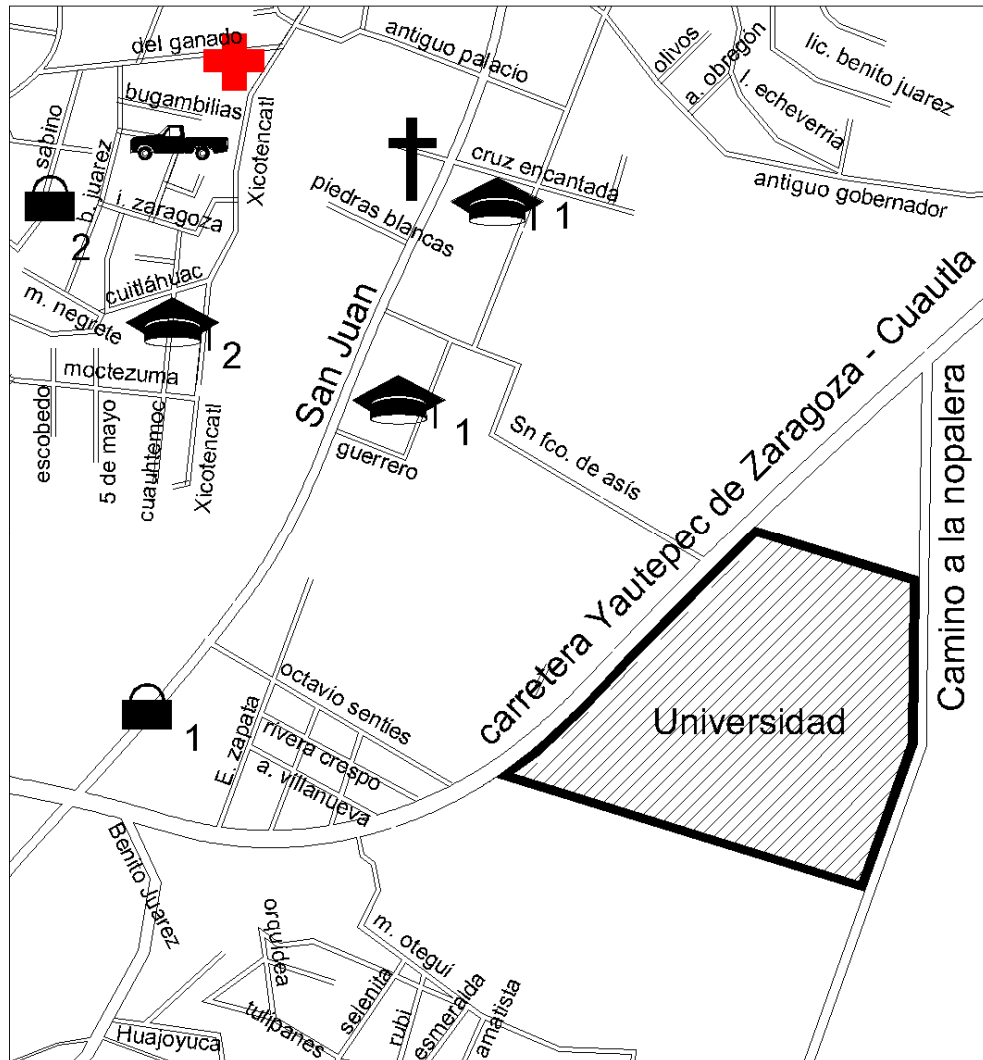 del ganado
antiguo palacio
olivos
a. obregón
lic. benito juarez
l. echeverria
bugambilias
sabino
b. juarez
Xicotencatl
cruz encantada
antiguo gobernador
i. zaragoza
piedras blancas
1
2
cuitláhuac
m. negrete
2
moctezuma
San Juan
carretera Yautepec de Zaragoza - Cuautla
Camino a la nopalera
escobedo
5 de mayo
cuauhtemoc
Xicotencatl
1
guerrero
Sn fco. de asís
octavio senties
Universidad
E. zapata
rivera crespo
1
a. villanueva
Benito Juarez
orquidea
m. oteguí
selenita
rubi
esmeralda
amatista
tulipanes
Huajoyuca